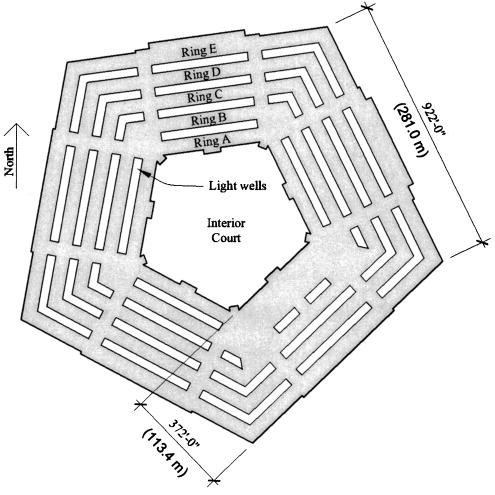 Ring E
Ring D
Ring C
Ring B
Ring A
922'-0"
(281.0 m)
North
Light wells
Interior
Court
372'-0"
(113.4 m)